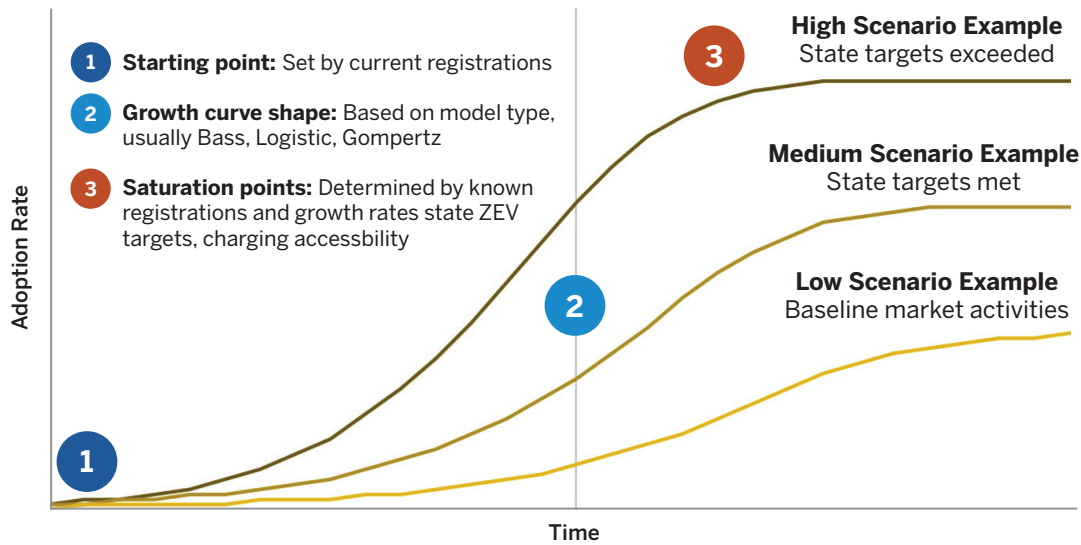 1 Starting point: Set by current registrations
2 Growth curve shape: Based on model type,
usually Bass, Logistic, Gompertz
3 Saturation points: Determined by known
registrations and growth rates state ZEV
targets, charging accessbility
3
High Scenario Example
State targets exceeded
Medium Scenario Example
State targets met
2
Low Scenario Example
Baseline market activities
1
Adoption Rate
Time